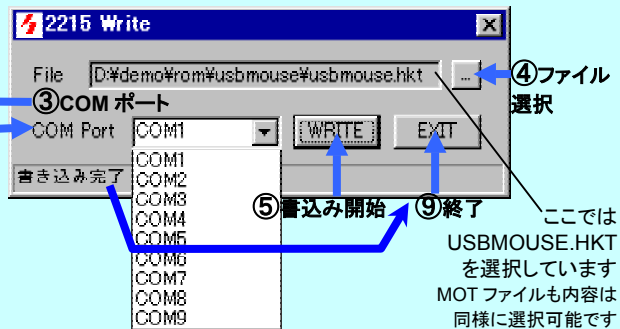 2215 Write
File D:¥demo¥rom¥usbmouse¥usbmouse.hkt ...
④ファイル
選択
③COM ポート
COM Port COM1 WRITE EXIT
COM1
書き込み完了
COM2
COM3
COM4
COM5
COM6
COM7
COM8
COM9
⑤書込み開始
⑨終了
ここでは
USBMOUSE.HKT
を選択しています
MOT ファイルも内容は
同様に選択可能です